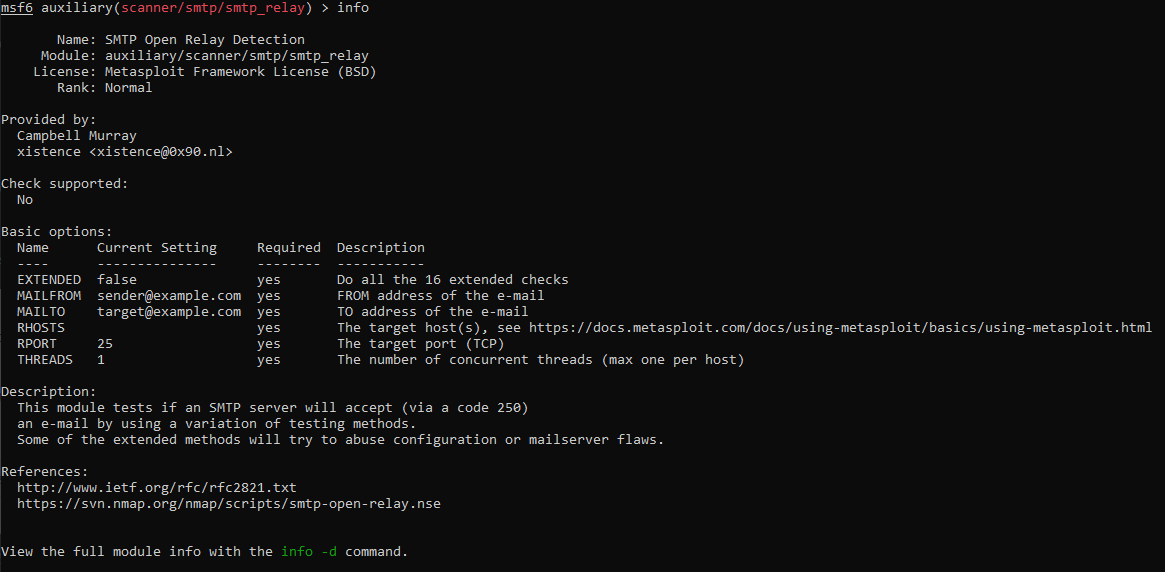 msf6 auxiliary(scanner/smtp/smtp_relay) > info
Name: SMTP Open Relay Detection
Module: auxiliary/scanner/smtp/smtp_relay
License: Metasploit Framework License (BSD)
Rank: Normal
Provided by:
Campbell Murray
xistence <xistence@0x90.nl>
Check supported:
No
Basic options:
Name Current Setting Required Description
---- --------------- -------- -----------
EXTENDED false yes Do all the 16 extended checks
MAILFROM sender@example.com yes FROM address of the e-mail
MAILTO target@example.com yes TO address of the e-mail
RHOSTS yes The target host(s), see https://docs.metasploit.com/docs/using-metasploit/basics/using-metasploit.html
RPORT 25 yes The target port (TCP)
THREADS 1 yes The number of concurrent threads (max one per host)
Description:
This module tests if an SMTP server will accept (via a code 250)
an e-mail by using a variation of testing methods.
Some of the extended methods will try to abuse configuration or mailserver flaws.
References:
http://www.ietf.org/rfc/rfc2821.txt
https://svn.nmap.org/nmap/scripts/smtp-open-relay.nse
View the full module info with the info -d command.